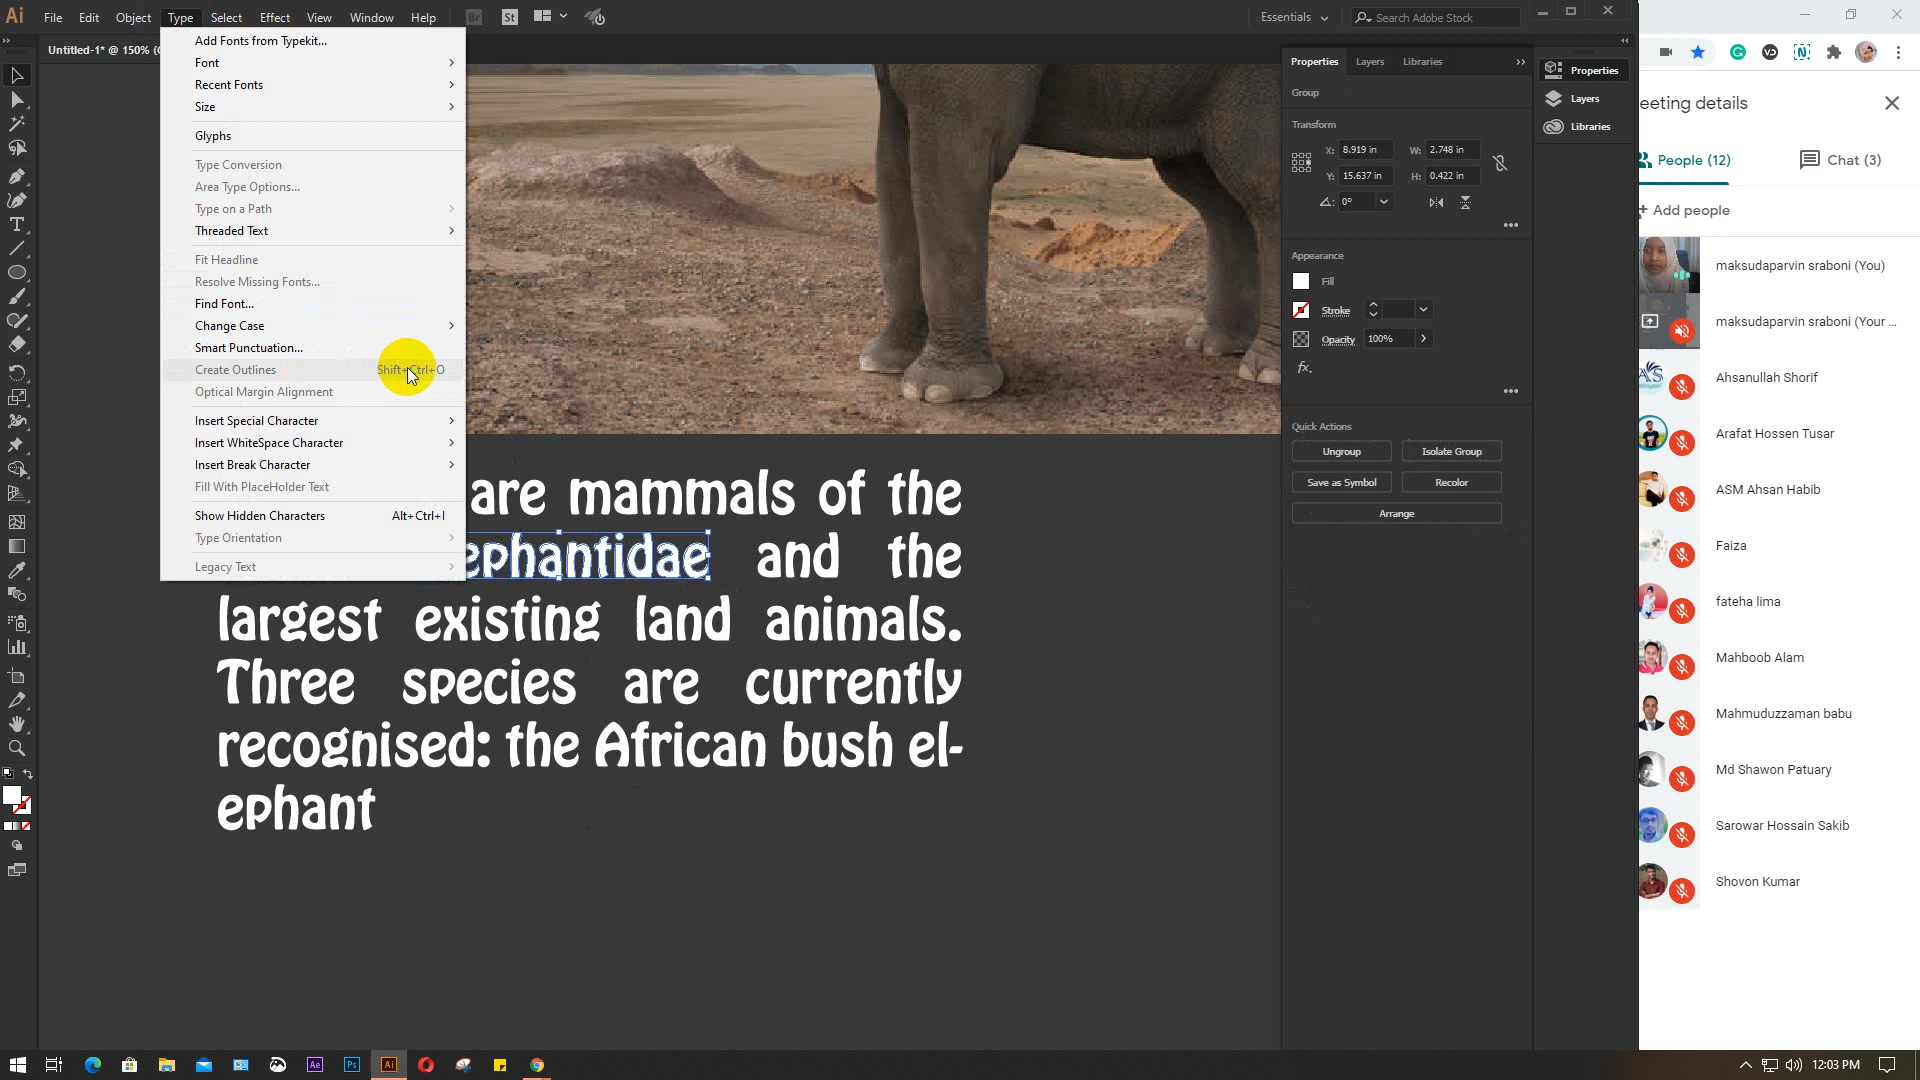 Ai File Edit Object Type Select Effect View Window Help Br St Essentials Search Adobe Stock
Untitled-1* @ 150%
Add Fonts from Typekit...
Font
Recent Fonts
Size
Glyphs
Type Conversion
Area Type Options...
Type on a Path
Threaded Text
Fit Headline
Resolve Missing Fonts...
Find Font...
Change Case
Smart Punctuation...
Create Outlines Shift+Ctrl+O
Optical Margin Alignment
Insert Special Character
Insert WhiteSpace Character
Insert Break Character
Fill With PlaceHolder Text
Show Hidden Characters Alt+Ctrl+I
Type Orientation
Legacy Text
are mammals of the
ephantidae and the
largest existing land animals.
Three species are currently
recognised: the African bush el-
ephant
Properties Layers Libraries
Group
Transform
X: 8.919 in W: 2.748 in
Y: 15.637 in H: 0.422 in
0°
Appearance
Fill
Stroke
Opacity 100%
fx.
Quick Actions
Ungroup Isolate Group
Save as Symbol Recolor
Arrange
Properties
Layers
Libraries
eeting details
People (12) Chat (3)
Add people
maksudaparvin sraboni (You)
maksudaparvin sraboni (Your ...
Ahsanullah Shorif
Arafat Hossen Tusar
ASM Ahsan Habib
Faiza
fateha lima
Mahboob Alam
Mahmuduzzaman babu
Md Shawon Patuary
Sarowar Hossain Sakib
Shovon Kumar
Ae Ps Ai 12:03 PM